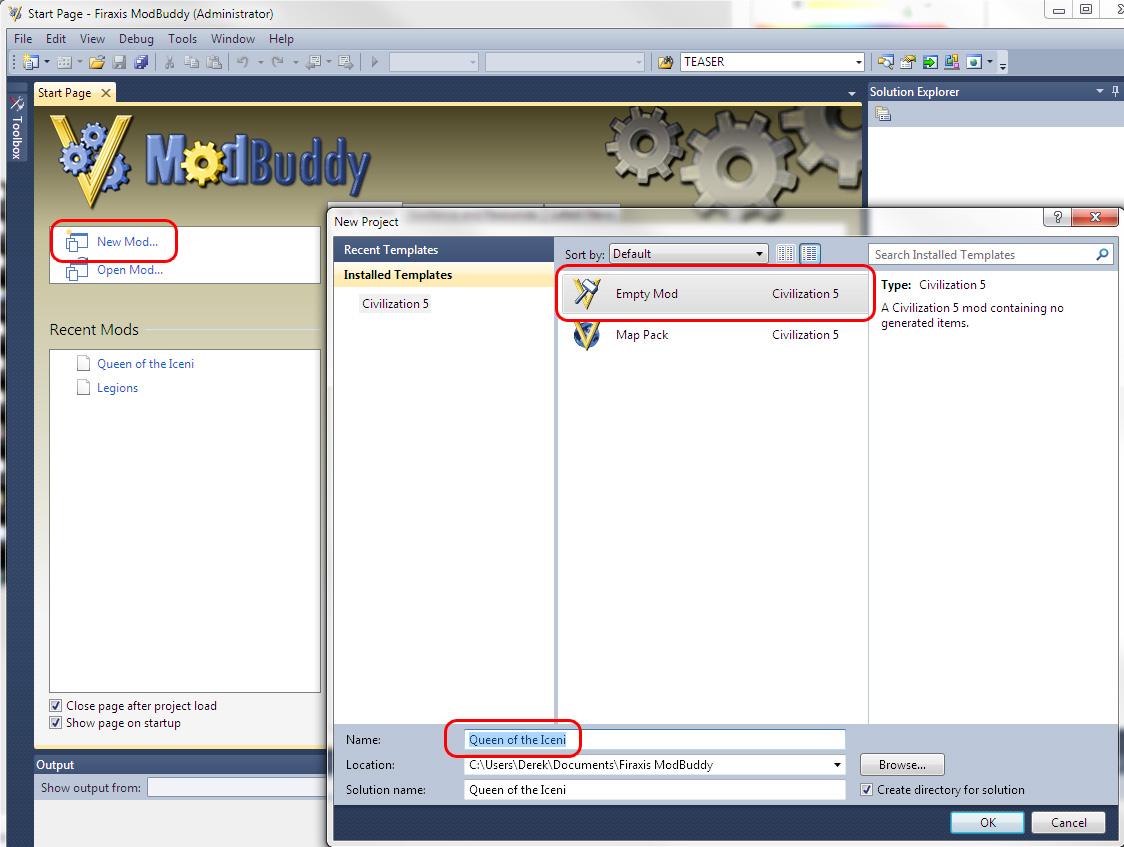 Start Page - Firaxis ModBuddy (Administrator)
File Edit View Debug Tools Window Help
TEASER
Toolbox
Start Page
Solution Explorer
ModBuddy
New Mod...
Open Mod...
Recent Mods
Queen of the Iceni
Legions
Close page after project load
Show page on startup
Output
Show output from:
New Project
Recent Templates
Installed Templates
Civilization 5
Sort by: Default
Search Installed Templates
Empty Mod Civilization 5
Map Pack Civilization 5
Type: Civilization 5
A Civilization 5 mod containing no
generated items.
Name: Queen of the Iceni
Location: C:\Users\Derek\Documents\Firaxis ModBuddy
Browse...
Solution name: Queen of the Iceni
Create directory for solution
OK Cancel